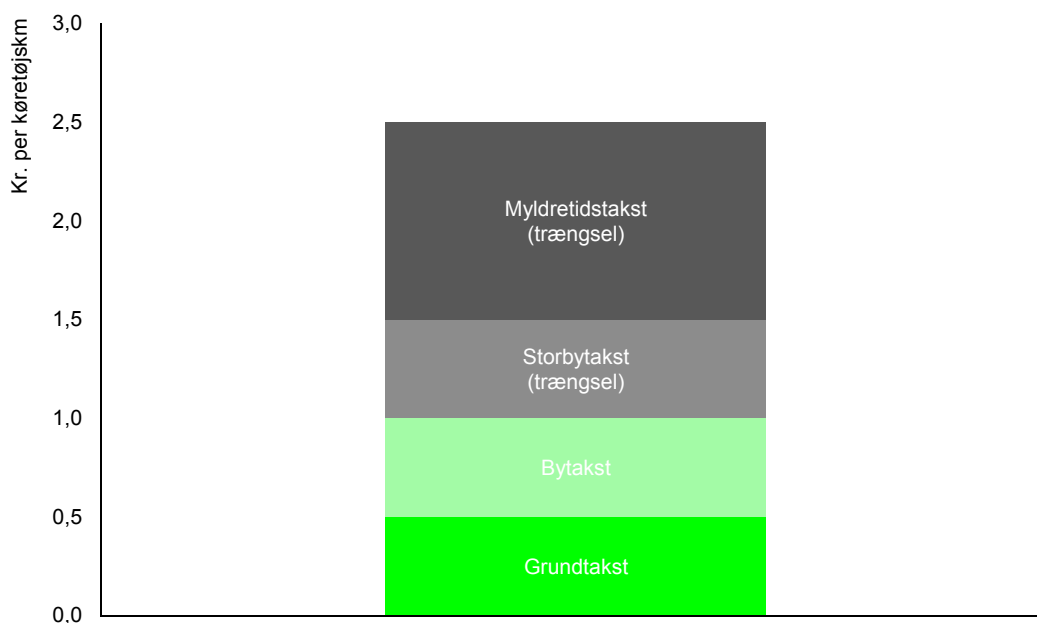 Kr. per køretøjskm
3,0
2,5
2,0
1,5
1,0
0,5
0,0
Myldretidstakst
(trængsel)
Storbytakst
(trængsel)
Bytakst
Grundtakst